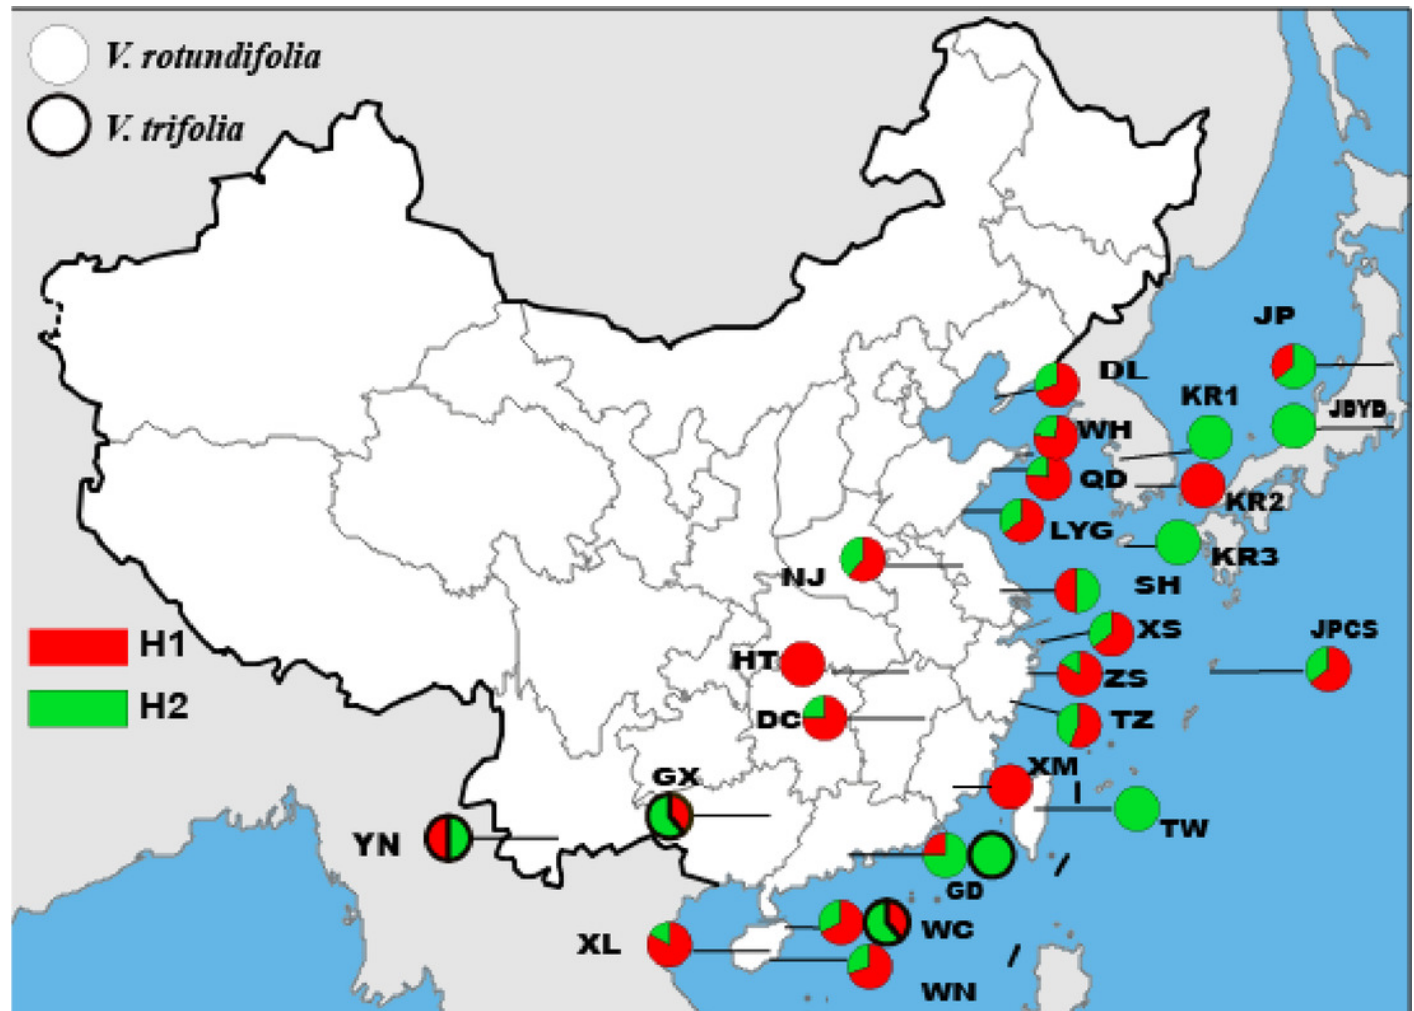 V. rotundifolia
V. trifolia
JP
DL
KR1
JBYB
WH
QD
KR2
LYG
KR3
NJ
SH
XS
JPCS
H1
HT
ZS
H2
DC
TZ
XM
GX
TW
YN
GD
WC
XL
WN